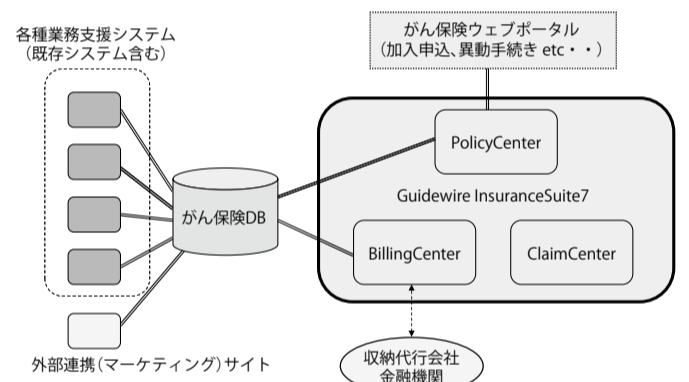 各種業務支援システム
（既存システム含む）
がん保険ウェブポータル
（加入申込、異動手続き etc・・）
PolicyCenter
Guidewire InsuranceSuite7
がん保険DB
BillingCenter
ClaimCenter
外部連携（マーケティング）サイト
収納代行会社
金融機関